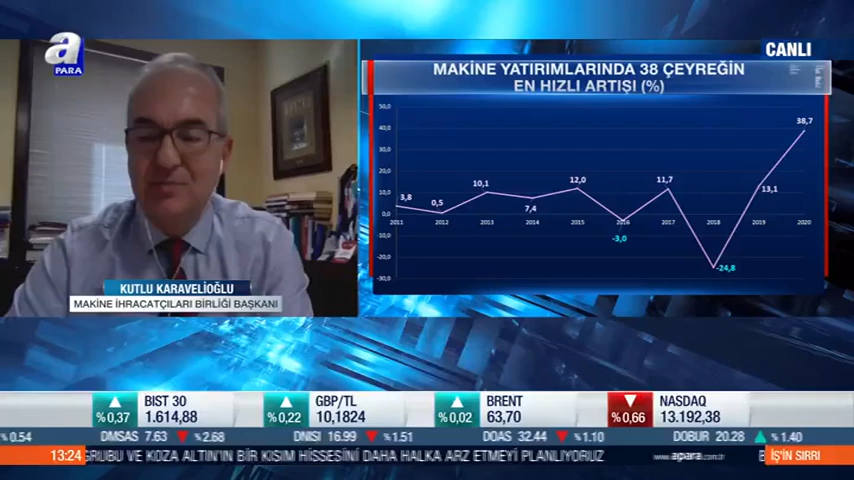 a
PARA
CANLI
MAKİNE YATIRIMLARINDA 38 ÇEYREĞİN
EN HIZLI ARTIŞI (%)
50,0
40,0
30,0
20,0
10,0
0,0
-10,0
-20,0
-30,0
3,8
0,5
10,1
7,4
12,0
-3,0
11,7
-24,8
13,1
38,7
2011
2012
2013
2014
2015
2016
2017
2018
2019
2020
KUTLU KARAVELİOĞLU
MAKİNE İHRACATÇILARI BİRLİĞİ BAŞKANI
%0,37
BIST 30
1.614,88
%0,22
GBP/TL
10,1824
%0,02
BRENT
63,70
%0,66
NASDAQ
13.192,38
%0.54 DMSAS 7.63 %2.68 DNISI 16.99 %1.51 DOAS 32.44 %1.10 DOBUR 20.28 %1.40
13:24
GRUBU VE KOZA ALTIN'IN BİR KISIM HİSSESİNİ DAHA HALKA ARZ ETMEYİ PLANLIYORUZ
www.apara.com.tr
B
İŞ'İN SIRRI